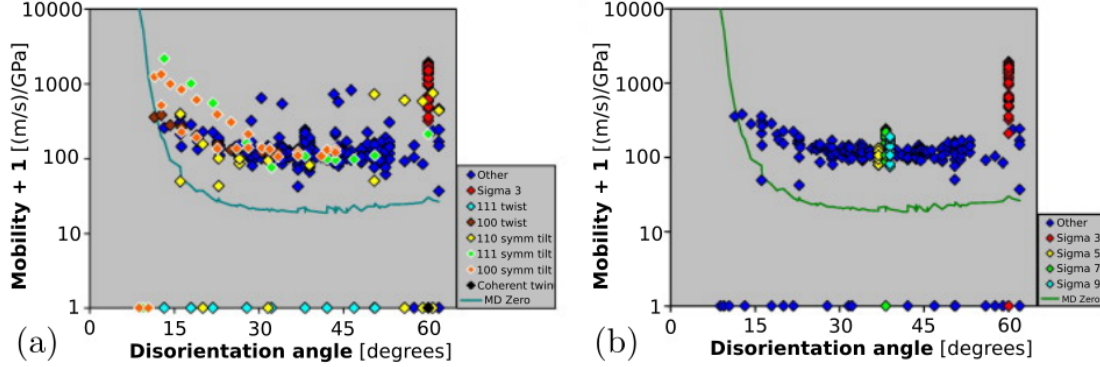 10000
1000
100
10
1
Mobility + 1 [(m/s)/GPa]
0
15
30
45
60
Disorientation angle [degrees]
(a)
Other
Sigma 3
111 twist
100 twist
110 symm tilt
111 symm tilt
100 symm tilt
Coherent twin
MD Zero
10000
1000
100
10
1
Mobility + 1 [(m/s)/GPa]
0
15
30
45
60
Disorientation angle [degrees]
(b)
Other
Sigma 3
Sigma 5
Sigma 7
Sigma 9
MD Zero